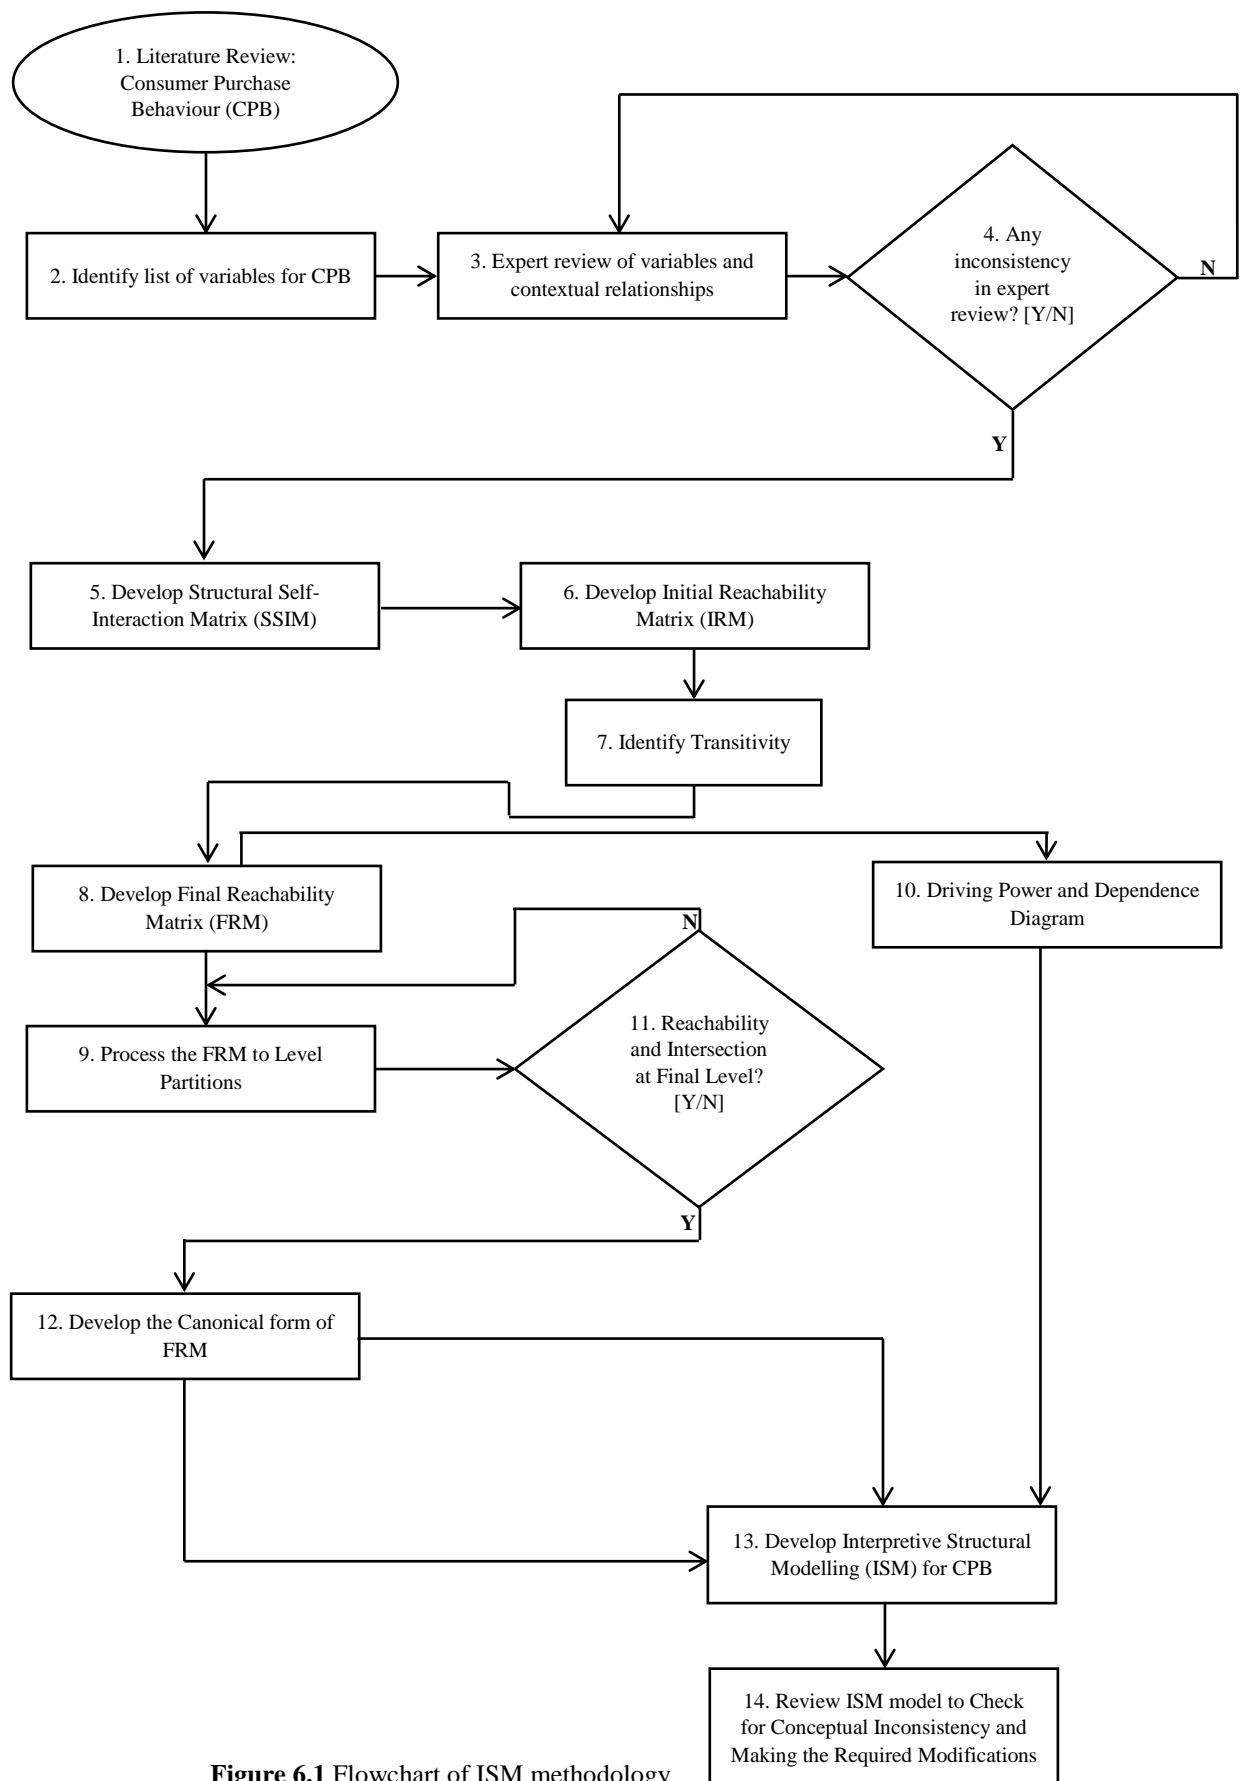 1. Literature Review:
Consumer Purchase
Behaviour (CPB)
2. Identify list of variables for CPB
3. Expert review of variables and
contextual relationships
4. Any
inconsistency
in expert
review? [Y/N]
N
Y
5. Develop Structural Self-
Interaction Matrix (SSIM)
6. Develop Initial Reachability
Matrix (IRM)
7. Identify Transitivity
8. Develop Final Reachability
Matrix (FRM)
10. Driving Power and Dependence
Diagram
N
9. Process the FRM to Level
Partitions
11. Reachability
and Intersection
at Final Level?
[Y/N]
Y
12. Develop the Canonical form of
FRM
13. Develop Interpretive Structural
Modelling (ISM) for CPB
14. Review ISM model to Check
for Conceptual Inconsistency and
Making the Required Modifications
Figure 6.1 Flowchart of ISM methodology